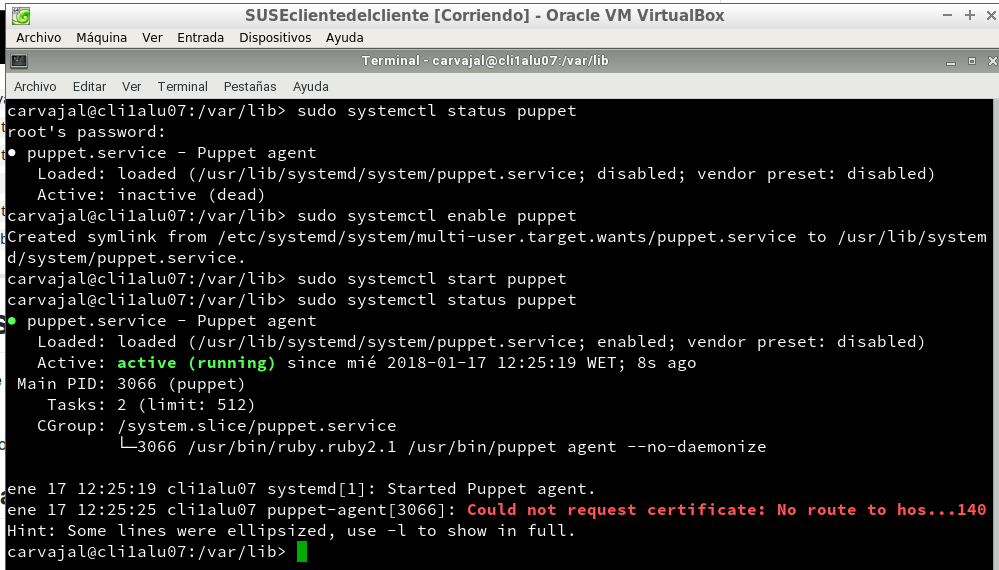 SUSEclientedelcliente [Corriendo] - Oracle VM VirtualBox
Archivo Máquina Ver Entrada Dispositivos Ayuda
Terminal - carvajal@cli1alu07:/var/lib
Archivo Editar Ver Terminal Pestañas Ayuda
carvajal@cli1alu07:/var/lib> sudo systemctl status puppet
root's password:
● puppet.service - Puppet agent
   Loaded: loaded (/usr/lib/systemd/system/puppet.service; disabled; vendor preset: disabled)
   Active: inactive (dead)
carvajal@cli1alu07:/var/lib> sudo systemctl enable puppet
Created symlink from /etc/systemd/system/multi-user.target.wants/puppet.service to /usr/lib/system
d/system/puppet.service.
carvajal@cli1alu07:/var/lib> sudo systemctl start puppet
carvajal@cli1alu07:/var/lib> sudo systemctl status puppet
● puppet.service - Puppet agent
   Loaded: loaded (/usr/lib/systemd/system/puppet.service; enabled; vendor preset: disabled)
   Active: active (running) since mié 2018-01-17 12:25:19 WET; 8s ago
 Main PID: 3066 (puppet)
    Tasks: 2 (limit: 512)
   CGroup: /system.slice/puppet.service
           └─3066 /usr/bin/ruby.ruby2.1 /usr/bin/puppet agent --no-daemonize
ene 17 12:25:19 cli1alu07 systemd[1]: Started Puppet agent.
ene 17 12:25:25 cli1alu07 puppet-agent[3066]: Could not request certificate: No route to hos...140
Hint: Some lines were ellipsized, use -l to show in full.
carvajal@cli1alu07:/var/lib>